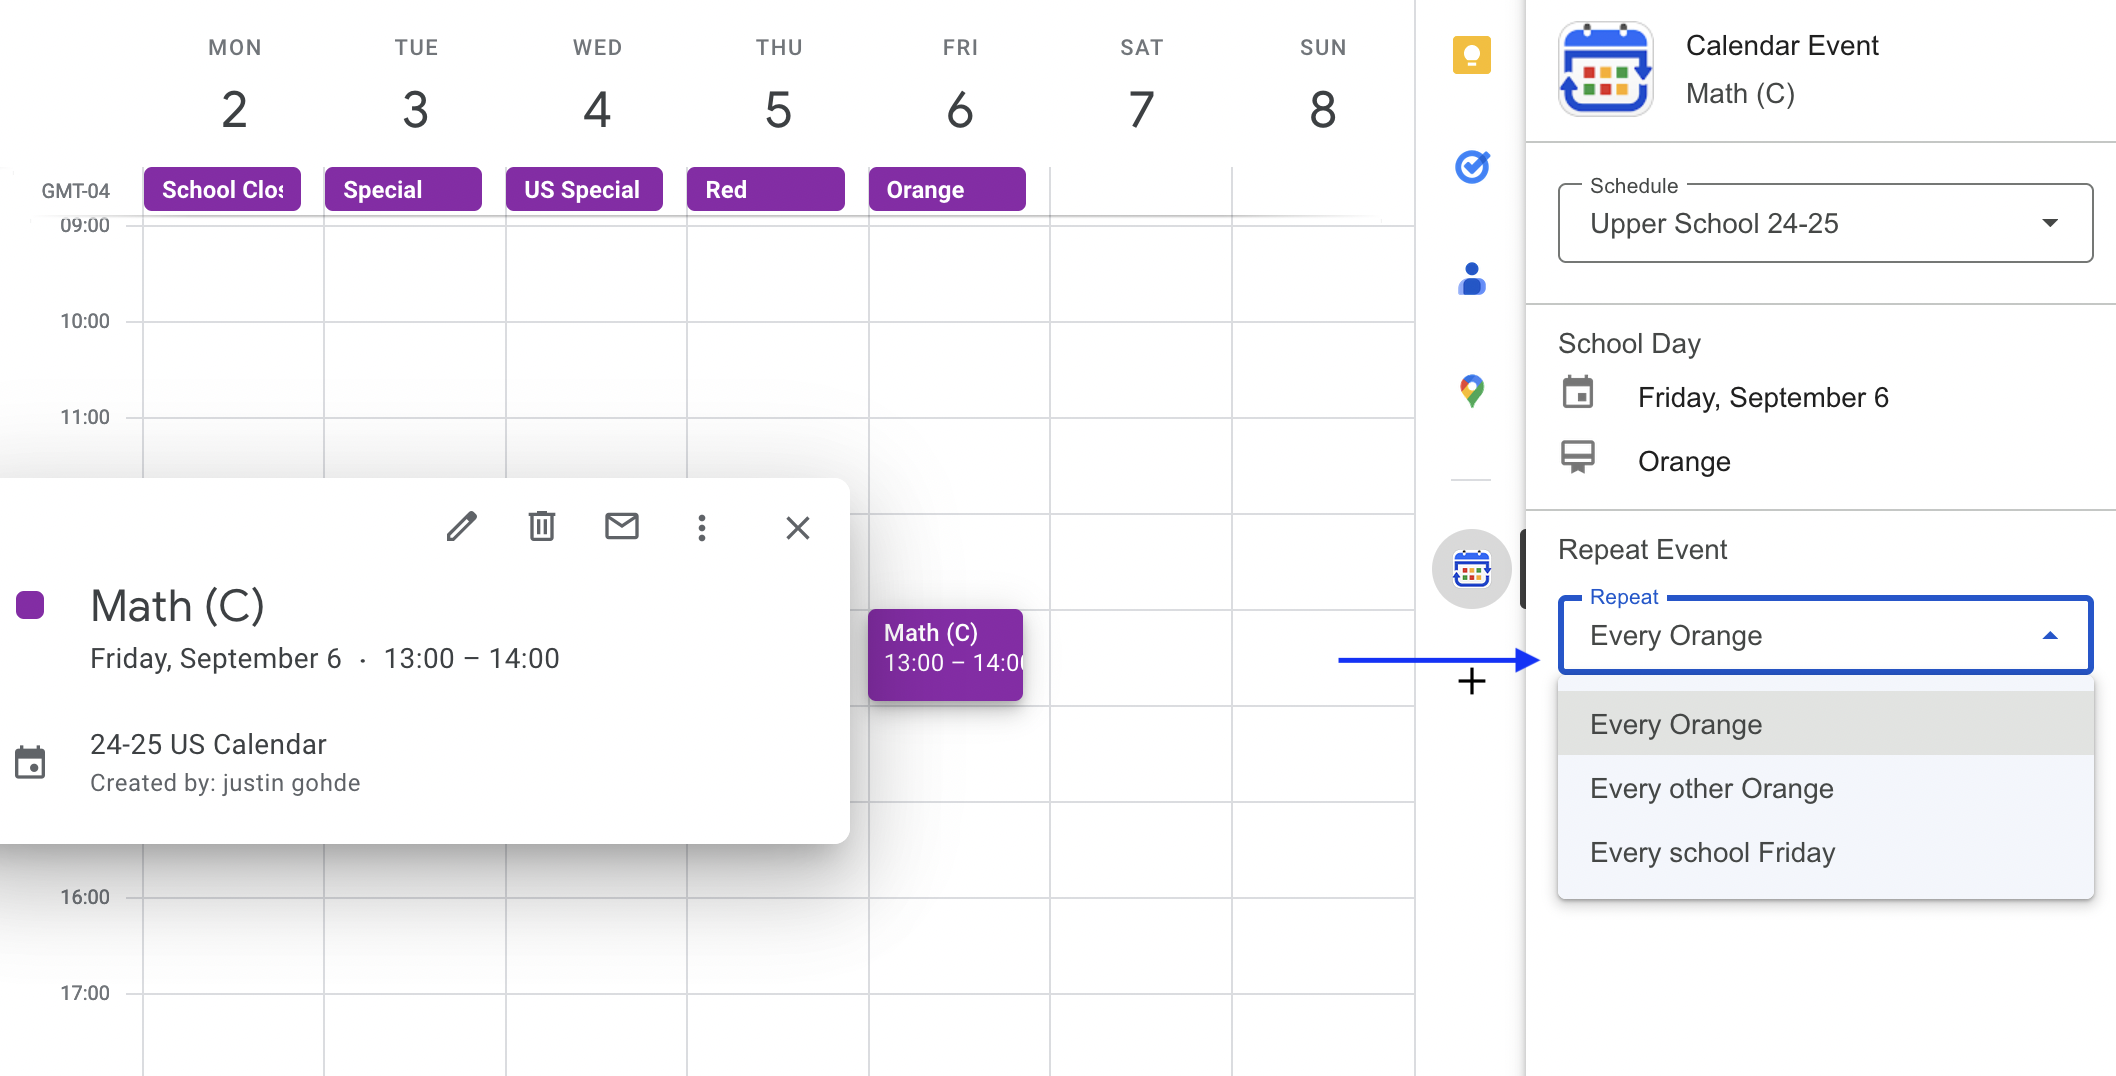 MON TUE WED THU FRI SAT SUN
2 3 4 5 6 7 8
GMT-04 School Clos Special US Special Red Orange
09:00
10:00
11:00
Math (C)
Friday, September 6 · 13:00 – 14:00
24-25 US Calendar
Created by: justin gohde
Math (C)
13:00 – 14:00
16:00
17:00
Calendar Event
Math (C)
Schedule
Upper School 24-25
School Day
Friday, September 6
Orange
Repeat Event
Repeat
Every Orange
Every Orange
Every other Orange
Every school Friday